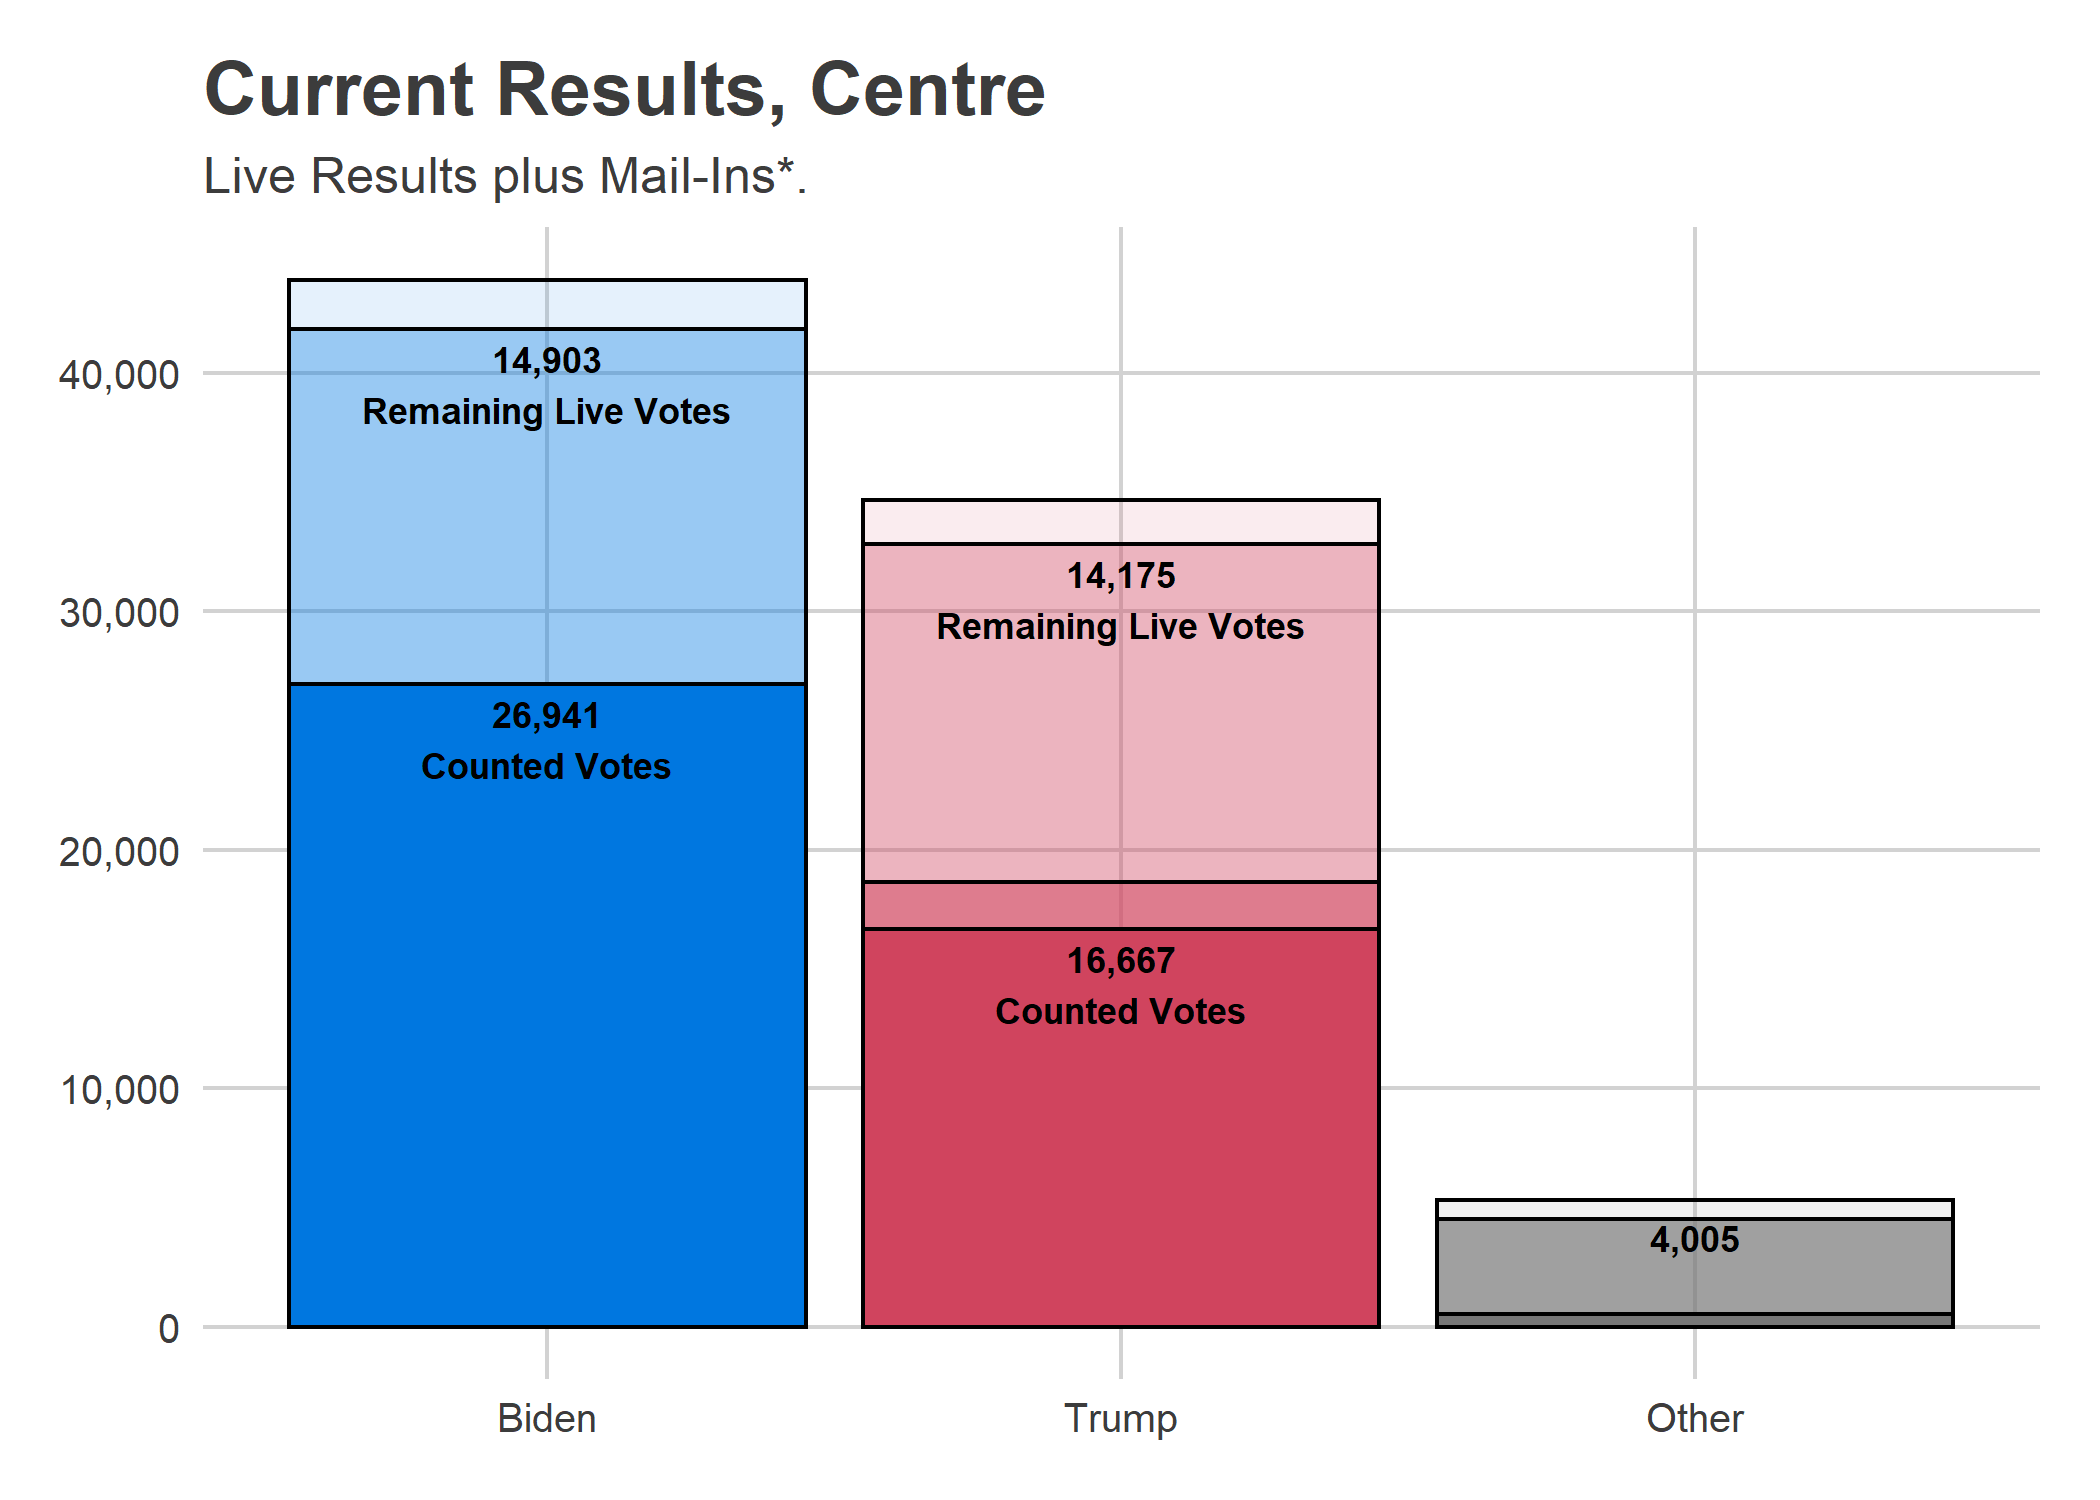 Current Results, Centre
Live Results plus Mail-Ins*.
40,000
30,000
20,000
10,000
0
14,903
Remaining Live Votes
26,941
Counted Votes
14,175
Remaining Live Votes
16,667
Counted Votes
4,005
Biden
Trump
Other